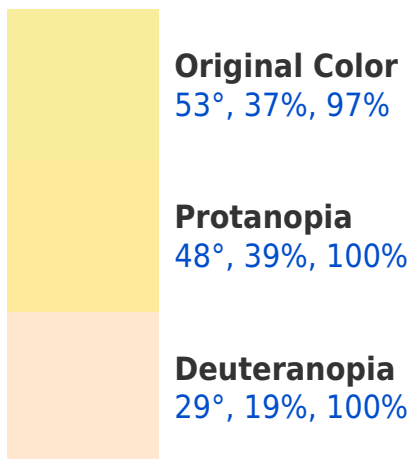 Original Color
53°, 37%, 97%
Protanopia
48°, 39%, 100%
Deuteranopia
29°, 19%, 100%